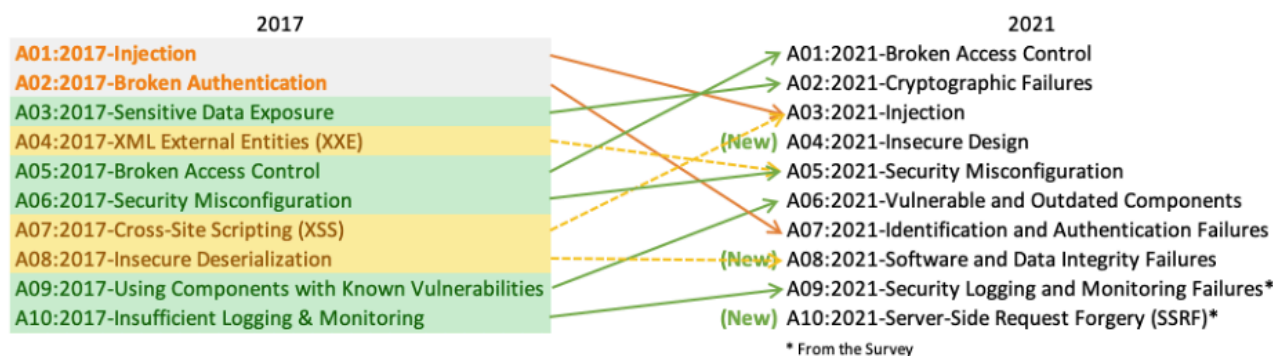 2017
A01:2017-Injection
A02:2017-Broken Authentication
A03:2017-Sensitive Data Exposure
A04:2017-XML External Entities (XXE)
A05:2017-Broken Access Control
A06:2017-Security Misconfiguration
A07:2017-Cross-Site Scripting (XSS)
A08:2017-Insecure Deserialization
A09:2017-Using Components with Known Vulnerabilities
A10:2017-Insufficient Logging & Monitoring
2021
A01:2021-Broken Access Control
A02:2021-Cryptographic Failures
A03:2021-Injection
(New) A04:2021-Insecure Design
A05:2021-Security Misconfiguration
A06:2021-Vulnerable and Outdated Components
A07:2021-Identification and Authentication Failures
(New) A08:2021-Software and Data Integrity Failures
A09:2021-Security Logging and Monitoring Failures*
(New) A10:2021-Server-Side Request Forgery (SSRF)*
* From the Survey